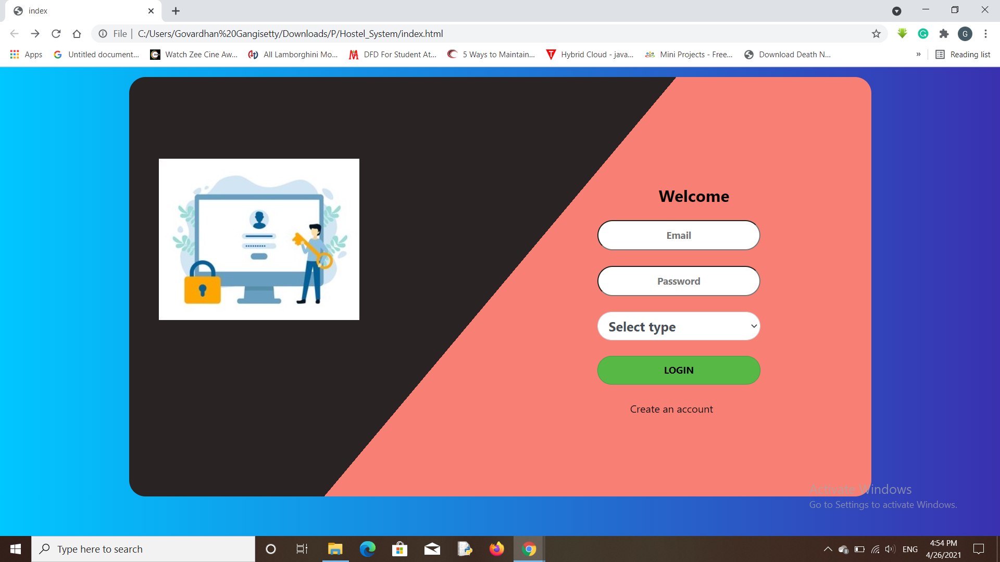 index
File | C:/Users/Govardhan%20Gangisetty/Downloads/P/Hostel_System/index.html
G
Apps
Untitled document...
Watch Zee Cine Aw...
All Lamborghini Mo...
DFD For Student At...
5 Ways to Maintain...
Hybrid Cloud - java...
Mini Projects - Free...
Download Death N...
»
Reading list
Welcome
Email
Password
Select type
LOGIN
Create an account
Activate Windows
Go to Settings to activate Windows.
Type here to search
ENG
4:54 PM
4/26/2021